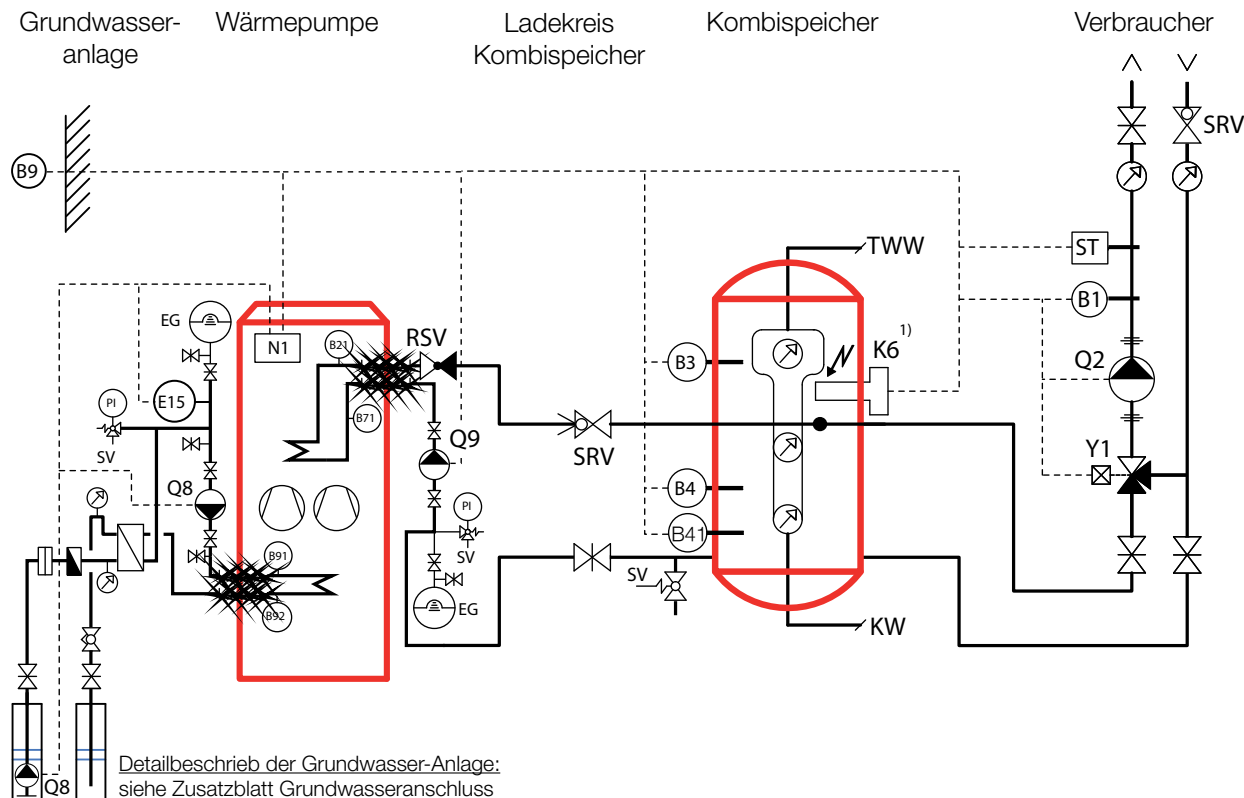 Grundwasser-
anlage
Wärmepumpe
Ladekreis
Kombispeicher
Kombispeicher
Verbraucher
SRV
B9
ST
TWW
B1
EG
N1
B21
RSV
B3
K6 1)
Q2
PI
E15
B71
SV
Q9
SRV
Y1
Q8
B4
PI
B41
SV
B91
SV
B92
EG
KW
Q8
Detailbeschrieb der Grundwasser-Anlage:
siehe Zusatzblatt Grundwasseranschluss